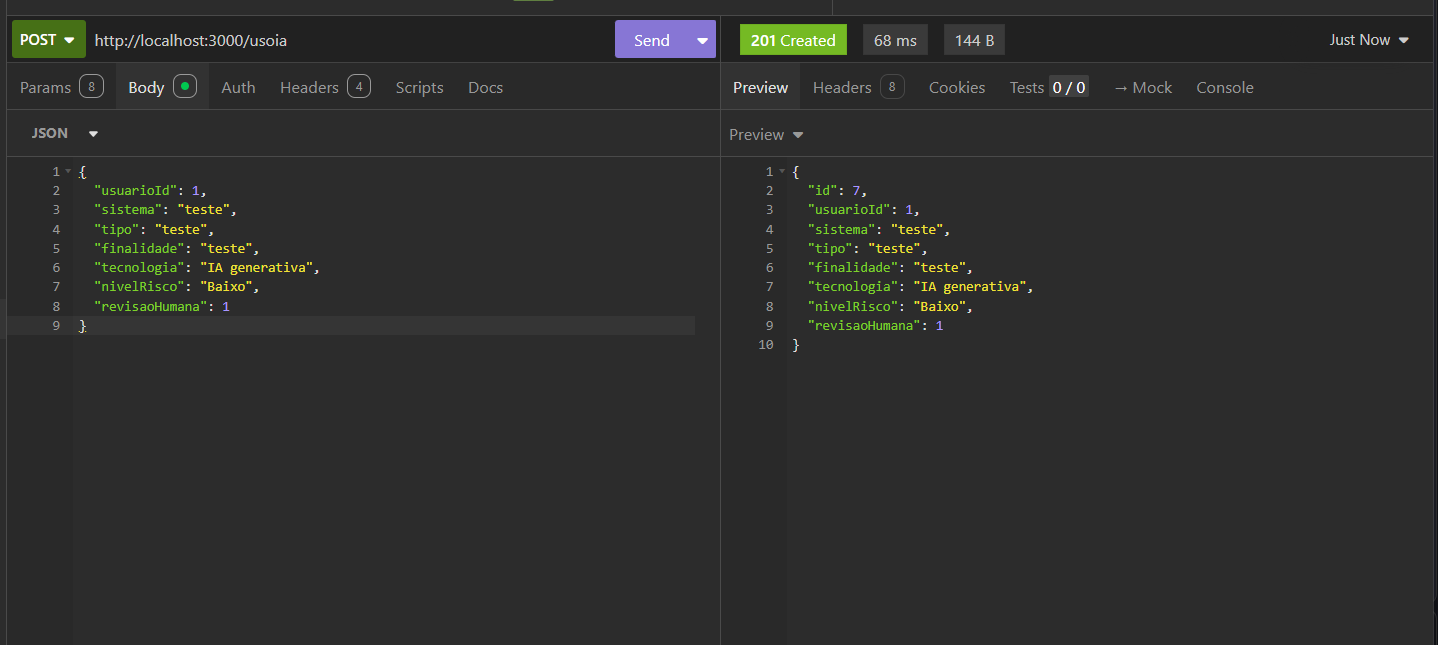 POST http://localhost:3000/usoia Send 201 Created 68 ms 144 B Just Now
Params 8 Body Auth Headers 4 Scripts Docs Preview Headers 8 Cookies Tests 0 / 0 → Mock Console
JSON
Preview
1 {
2 "usuarioId": 1,
3 "sistema": "teste",
4 "tipo": "teste",
5 "finalidade": "teste",
6 "tecnologia": "IA generativa",
7 "nivelRisco": "Baixo",
8 "revisaoHumana": 1
9 }
1 {
2 "id": 7,
3 "usuarioId": 1,
4 "sistema": "teste",
5 "tipo": "teste",
6 "finalidade": "teste",
7 "tecnologia": "IA generativa",
8 "nivelRisco": "Baixo",
9 "revisaoHumana": 1
10 }